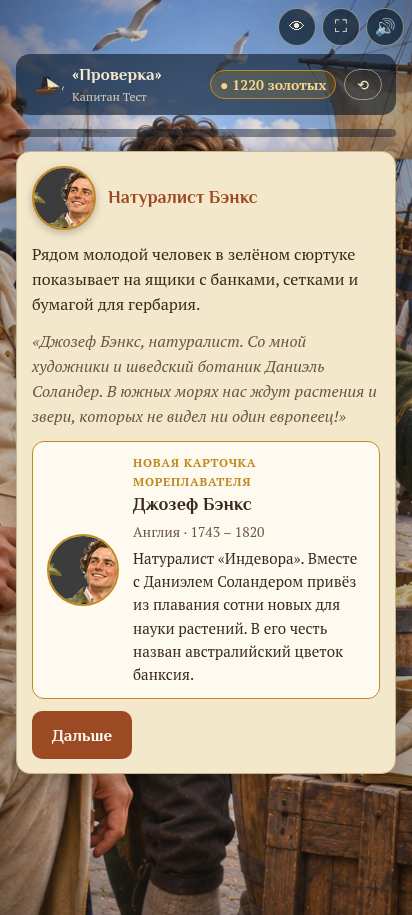 «Проверка»
Капитан Тест
● 1220 золотых
Натуралист Бэнкс
Рядом молодой человек в зелёном сюртуке
показывает на ящики с банками, сетками и
бумагой для гербария.
«Джозеф Бэнкс, натуралист. Со мной
художники и шведский ботаник Даниэль
Соландер. В южных морях нас ждут растения и
звери, которых не видел ни один европеец!»
НОВАЯ КАРТОЧКА
МОРЕПЛАВАТЕЛЯ
Джозеф Бэнкс
Англия · 1743 – 1820
Натуралист «Индевора». Вместе
с Даниэлем Соландером привёз
из плавания сотни новых для
науки растений. В его честь
назван австралийский цветок
банксия.
Дальше